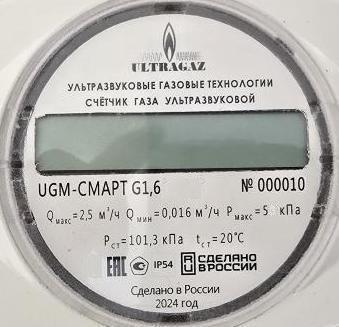 ULTRAGAZ
УЛЬТРАЗВУКОВЫЕ ГАЗОВЫЕ ТЕХНОЛОГИИ
СЧЁТЧИК ГАЗА УЛЬТРАЗВУКОВОЙ
UGM-СМАРТ G1,6 № 000010
Qмакс=2,5 м³/ч Qмин=0,016 м³/ч Pмакс=5 кПа
Pст=101,3 кПа tст=20°C
EAC IP54 СДЕЛАНО В РОССИИ
Сделано в России
2024 год